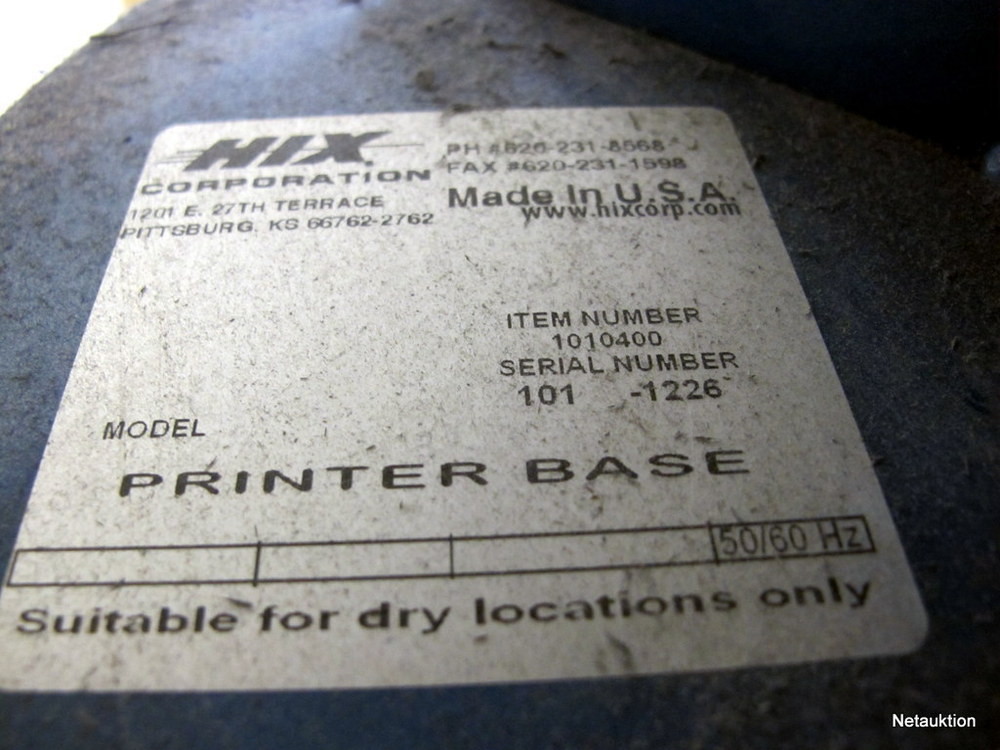 HIX
CORPORATION
1201 E. 27TH TERRACE
PITTSBURG, KS 66762-2762
PH #620-231-8568
FAX #620-231-1598
Made In U.S.A.
www.hixcorp.com
ITEM NUMBER
1010400
SERIAL NUMBER
101 -1226
MODEL
PRINTER BASE
50/60 Hz
Suitable for dry locations only
Netauktion